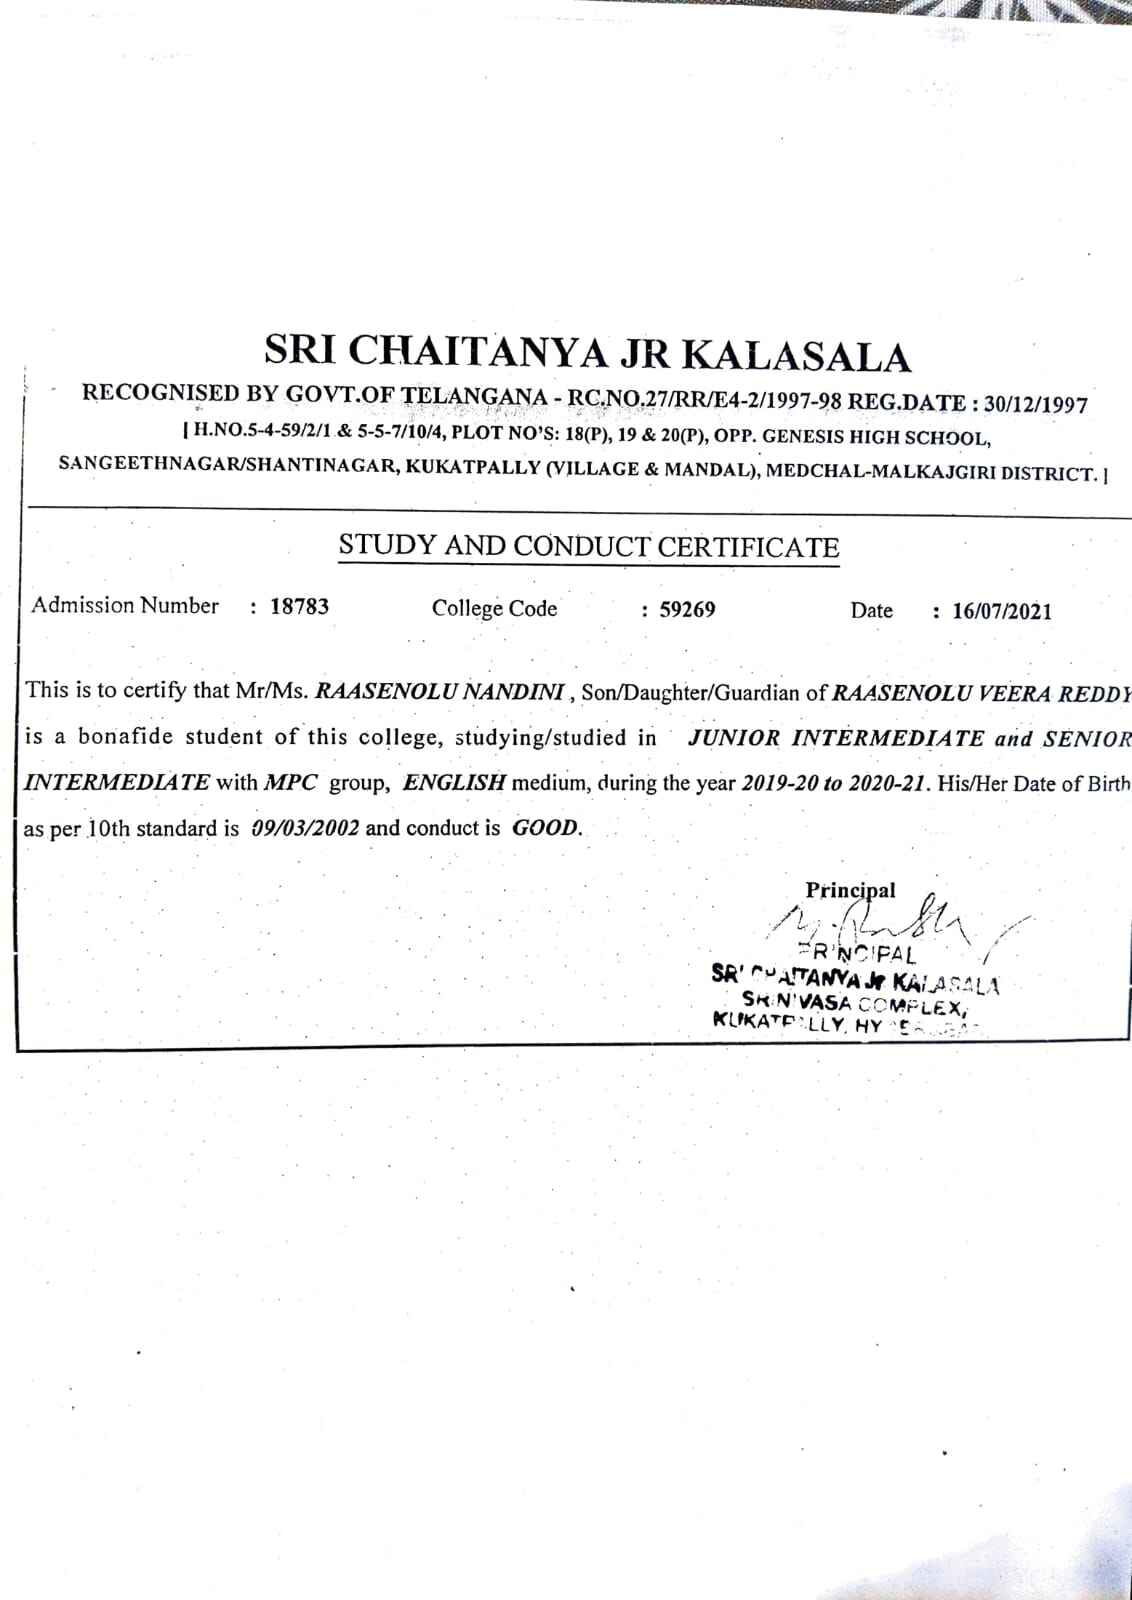 SRI CHAITANYA JR KALASALA
RECOGNISED BY GOVT.OF TELANGANA - RC.NO.27/RR/E4-2/1997-98 REG.DATE : 30/12/1997
[ H.NO.5-4-59/2/1 & 5-5-7/10/4, PLOT NO'S: 18(P), 19 & 20(P), OPP. GENESIS HIGH SCHOOL,
SANGEETHNAGAR/SHANTINAGAR, KUKATPALLY (VILLAGE & MANDAL), MEDCHAL-MALKAJGIRI DISTRICT. ]
STUDY AND CONDUCT CERTIFICATE
Admission Number : 18783 College Code : 59269 Date : 16/07/2021
This is to certify that Mr/Ms. RAASENOLU NANDINI , Son/Daughter/Guardian of RAASENOLU VEERA REDDY
is a bonafide student of this college, studying/studied in JUNIOR INTERMEDIATE and SENIOR
INTERMEDIATE with MPC group, ENGLISH medium, during the year 2019-20 to 2020-21. His/Her Date of Birth
as per 10th standard is 09/03/2002 and conduct is GOOD.
Principal
PRINCIPAL
SRI CHAITANYA Jr KALASALA
SRINIVASA COMPLEX,
KUKATPALLY, HYDERABAD